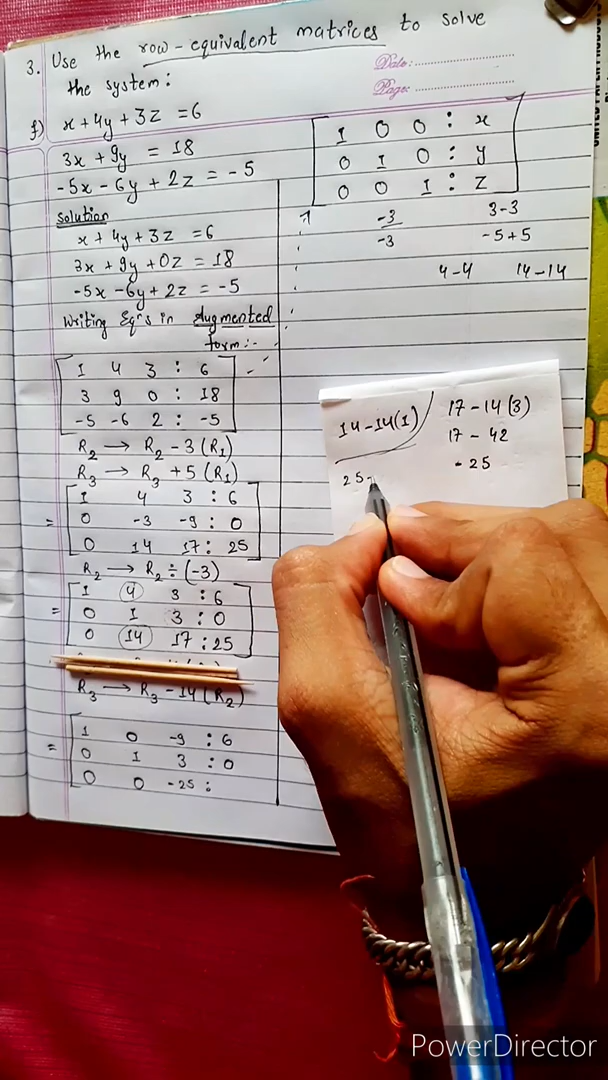 3. Use the row-equivalent matrices to solve
the system:
Date:
Page:
f) x + 4y + 3z = 6
3x + 9y = 18
-5x - 6y + 2z = -5
1 0 0 : x
0 1 0 : y
0 0 1 : z
Solution
x + 4y + 3z = 6
3x + 9y + 0z = 18
-5x - 6y + 2z = -5
-3
-3
3-3
-5+5
4-4 14-14
Writing Eqns in Augmented
form:-
1 4 3 : 6
3 9 0 : 18
-5 -6 2 : -5
R2 → R2 - 3(R1)
R3 → R3 + 5(R1)
= 1 4 3 : 6
0 -3 -9 : 0
0 14 17 : 25
R2 → R2 ÷ (-3)
= 1 4 3 : 6
0 1 3 : 0
0 14 17 : 25
R3 → R3 - 14(R2)
= 1 0 -9 : 6
0 1 3 : 0
0 0 -25 :
14-14(1)
17-14(3)
17-42
-25
25-
PowerDirector